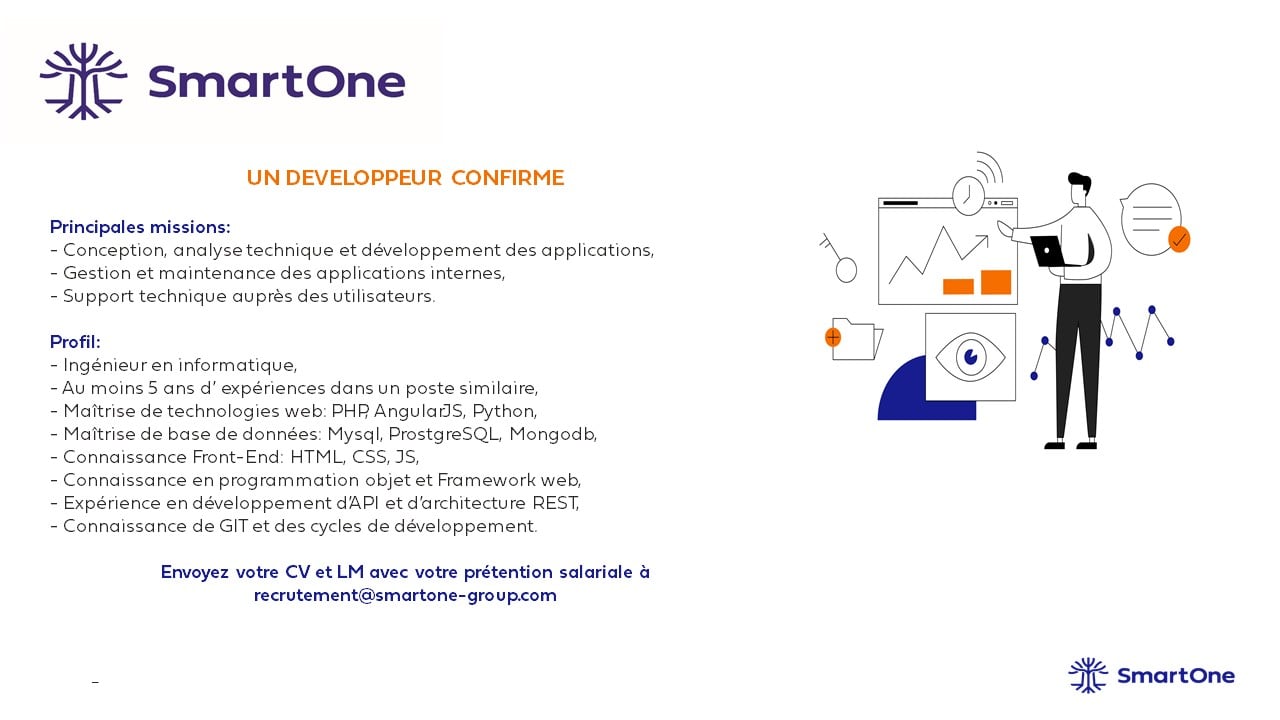 SmartOne
UN DEVELOPPEUR CONFIRME
Principales missions:
- Conception, analyse technique et développement des applications,
- Gestion et maintenance des applications internes,
- Support technique auprès des utilisateurs.
Profil:
- Ingénieur en informatique,
- Au moins 5 ans d’ expériences dans un poste similaire,
- Maîtrise de technologies web: PHP, AngularJS, Python,
- Maîtrise de base de données: Mysql, ProstgreSQL, Mongodb,
- Connaissance Front-End: HTML, CSS, JS,
- Connaissance en programmation objet et Framework web,
- Expérience en développement d’API et d’architecture REST,
- Connaissance de GIT et des cycles de développement.
Envoyez votre CV et LM avec votre prétention salariale à
recrutement@smartone-group.com
SmartOne